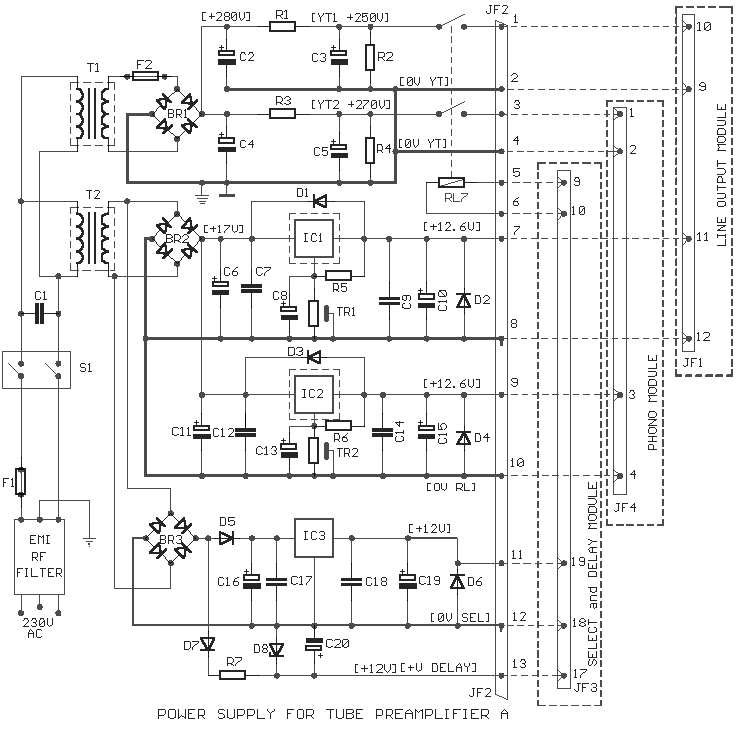 JF2
[+280V] R1 [YT1 +250V] 1 10
T1 F2 C2 C3 R2
[0V YT] 2 9
BR1 R3 [YT2 +270V] 3 1
C4 C5 R4 [0V YT] 4 2
LINE OUTPUT MODULE
5 9
RL7
T2 D1 6 10
[+17V] IC1 [+12.6V] 7 11
BR2
C6 C7 C8 R5 C9 C10 D2
TR1
C1
8 12
JF1
S1
D3
IC2 [+12.6V] 9 3
PHONO MODULE
C11 C12 C13 R6 TR2 C14 C15 D4
10 4
[0V RL]
JF4
F1
EMI
RF
FILTER
230V
AC
BR3 D5 IC3 [+12V]
11 19
C16 C17 C18 C19 D6
[0V SEL] 12 18
SELECT and DELAY MODULE
D7 D8 C20
R7 [+12V] [+V DELAY] 13 17
JF2 JF3
POWER SUPPLY FOR TUBE PREAMPLIFIER A